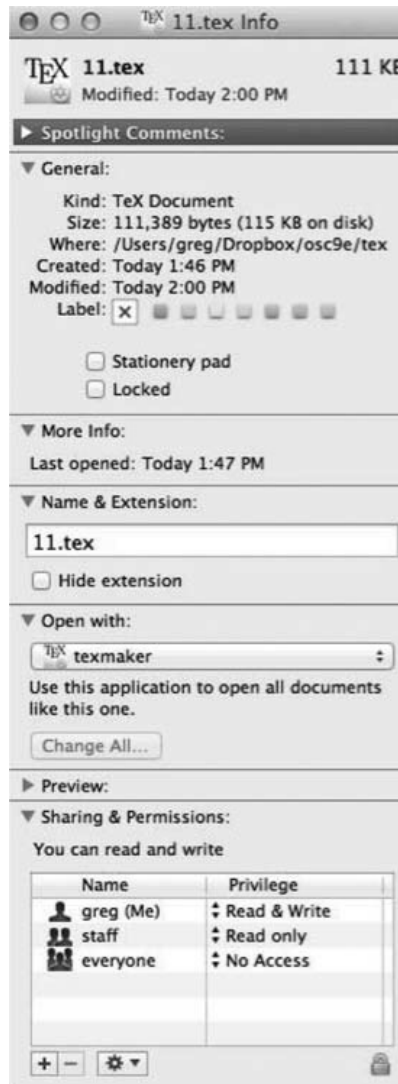 TEX 11.tex Info
TEX 11.tex 111 KB
Modified: Today 2:00 PM
Spotlight Comments:
General:
Kind: TeX Document
Size: 111,389 bytes (115 KB on disk)
Where: /Users/greg/Dropbox/osc9e/tex
Created: Today 1:46 PM
Modified: Today 2:00 PM
Label:
Stationery pad
Locked
More Info:
Last opened: Today 1:47 PM
Name & Extension:
11.tex
Hide extension
Open with:
TEX texmaker
Use this application to open all documents
like this one.
Change All...
Preview:
Sharing & Permissions:
You can read and write
Name Privilege
greg (Me) Read & Write
staff Read only
everyone No Access